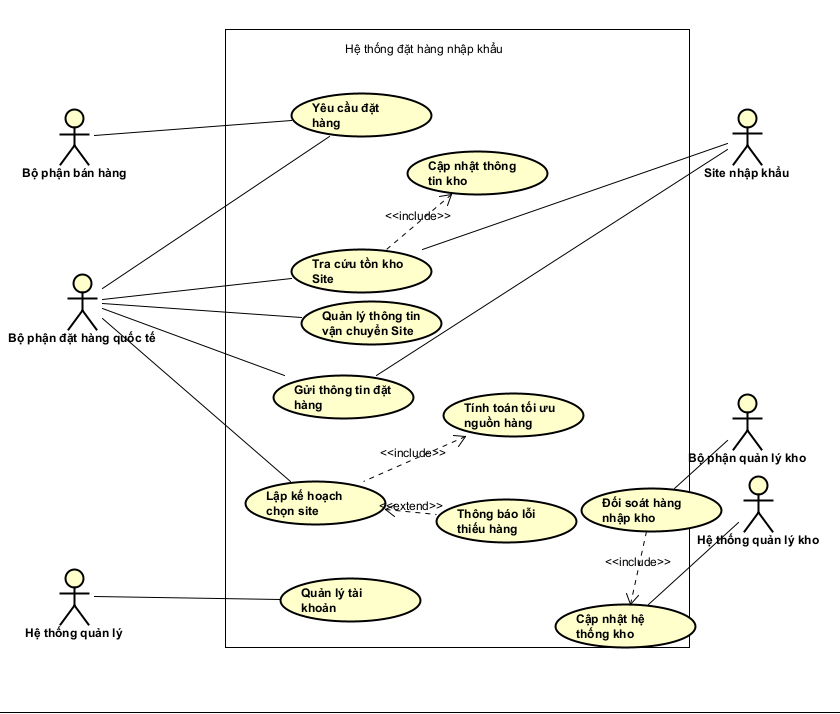 Hệ thống đặt hàng nhập khẩu
Yêu cầu đặt
hàng
Bộ phận bán hàng
Cập nhật thông
tin kho
Site nhập khẩu
<<include>>
Tra cứu tồn kho
Site
Quản lý thông tin
vận chuyển Site
Bộ phận đặt hàng quốc tế
Gửi thông tin đặt
hàng
Tính toán tối ưu
nguồn hàng
<<include>>
Bộ phận quản lý kho
Lập kế hoạch
chọn site
<<extend>>
Thông báo lỗi
thiếu hàng
Đối soát hàng
nhập kho
Hệ thống quản lý kho
<<include>>
Quản lý tài
khoản
Hệ thống quản lý
Cập nhật hệ
thống kho